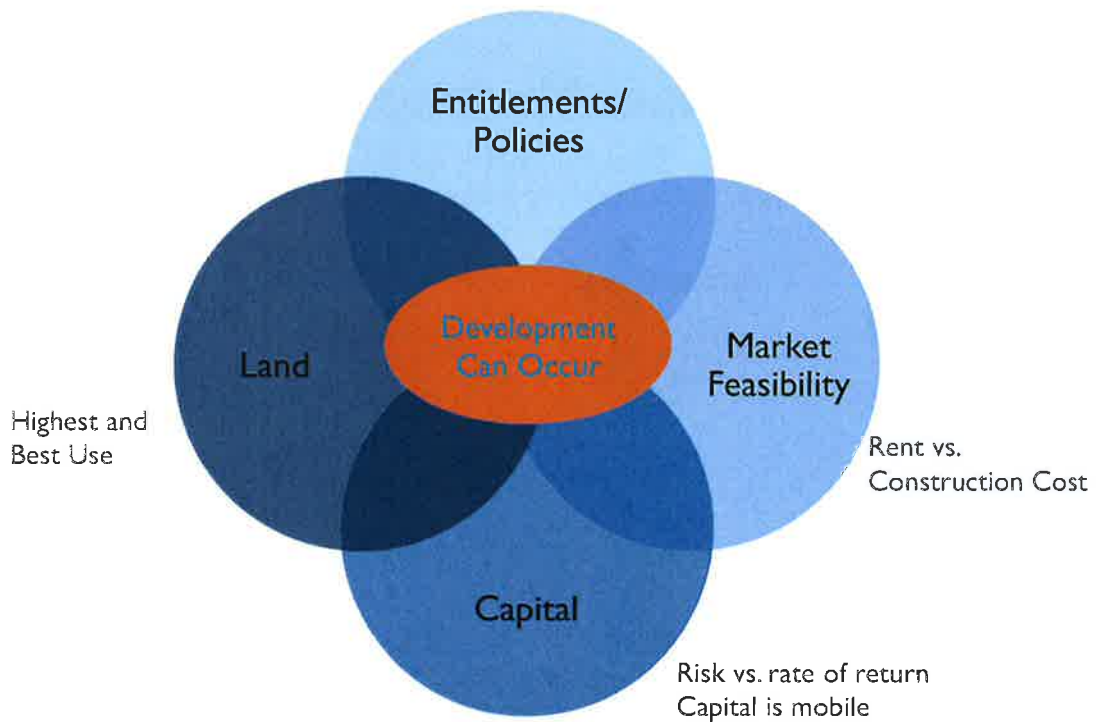 Entitlements/
Policies
Development
Can Occur
Land
Market
Feasibility
Highest and
Best Use
Rent vs.
Construction Cost
Capital
Risk vs. rate of return
Capital is mobile